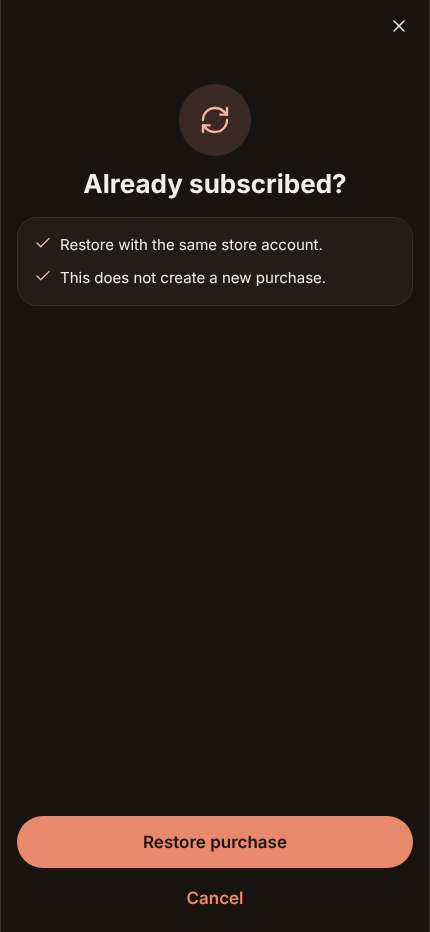 Already subscribed?
Restore with the same store account.
This does not create a new purchase.
Restore purchase
Cancel